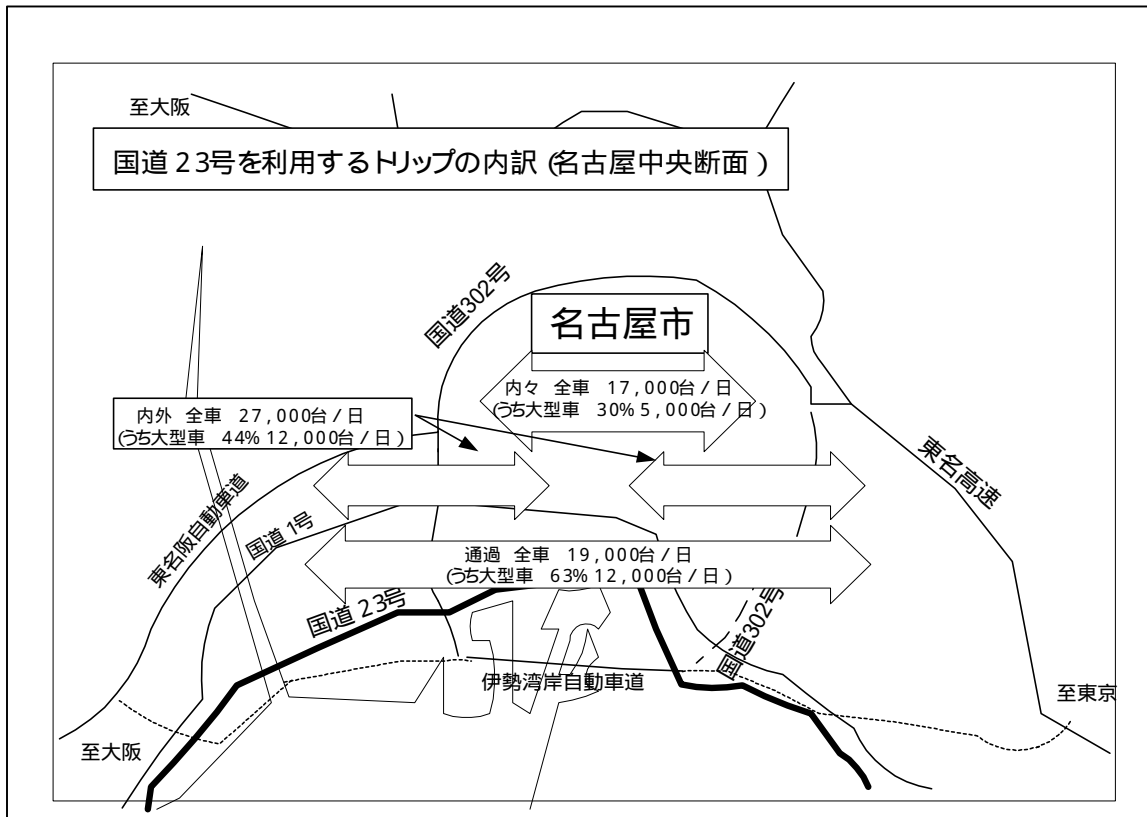 至大阪
国道23号を利用するトリップの内訳(名古屋中央断面)
国道302号
名古屋市
内々 全車 17,000台/日
(うち大型車 30% 5,000台/日)
内外 全車 27,000台/日
(うち大型車 44% 12,000台/日)
東名高速
東名阪自動車道
国道1号
通過 全車 19,000台/日
(うち大型車 63% 12,000台/日)
国道23号
国道302号
伊勢湾岸自動車道
至東京
至大阪